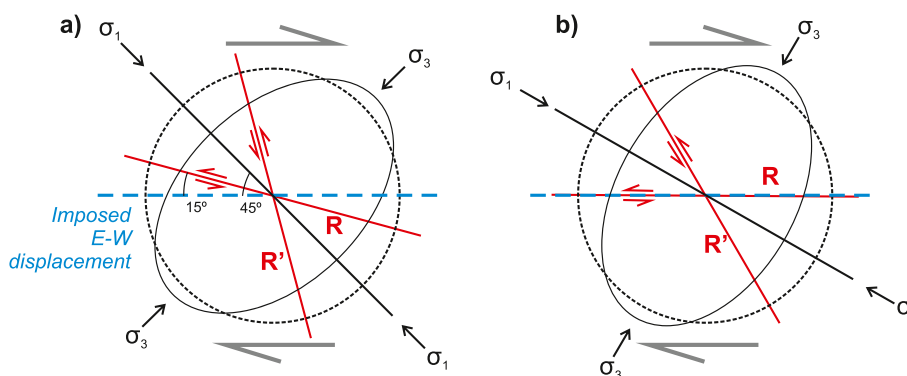 a)
σ₁
σ₃
15º
45º
R
R’
Imposed
E-W
displacement
σ₃
σ₁
b)
σ₃
σ₁
R
R’
σ
σ₃